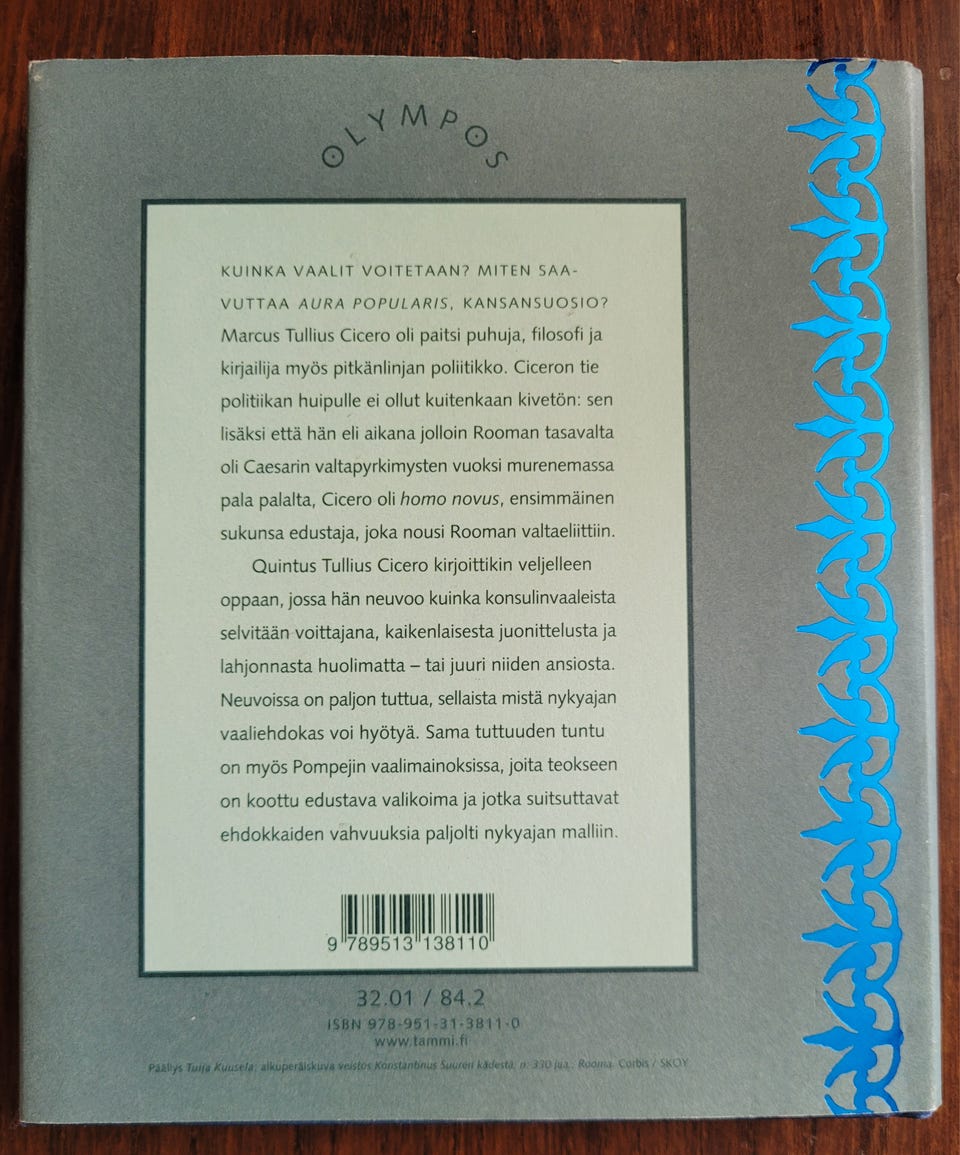 OLYMPOS
KUINKA VAALIT VOITETAAN? MITEN SAA-
VUTTAA AURA POPULARIS, KANSANSUOSIO?
Marcus Tullius Cicero oli paitsi puhuja, filosofi ja
kirjailija myös pitkänlinjan poliitikko. Ciceron tie
politiikan huipulle ei ollut kuitenkaan kivetön: sen
lisäksi että hän eli aikana jolloin Rooman tasavalta
oli Caesarin valtapyrkimysten vuoksi murenemassa
pala palalta, Cicero oli homo novus, ensimmäinen
sukunsa edustaja, joka nousi Rooman valtaeliittiin.
Quintus Tullius Cicero kirjoittikin veljelleen
oppaan, jossa hän neuvoo kuinka konsulinvaaleista
selvitään voittajana, kaikenlaisesta juonittelusta ja
lahjonnasta huolimatta – tai juuri niiden ansiosta.
Neuvoissa on paljon tuttua, sellaista mistä nykyajan
vaaliehdokas voi hyötyä. Sama tuttuuden tuntu
on myös Pompejin vaalimainoksissa, joita teokseen
on koottu edustava valikoima ja jotka suitsuttavat
ehdokkaiden vahvuuksia paljolti nykyajan malliin.
9 789513 138110
32.01 / 84.2
ISBN 978-951-31-3811-0
www.tammi.fi
Päällys Tuija Kuusela, alkuperäiskuva veistos Konstantinus Suuren kädestä, n. 330 jaa., Rooma. Corbis / SKOY